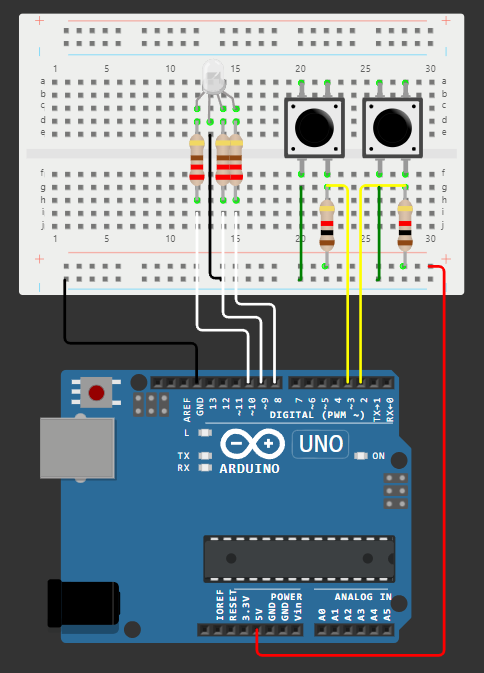 1 5 10 15 20 25 30
a a
b b
c c
d d
e e
f f
g g
h h
i i
j j
1 5 10 15 20 25 30
AREF GND 13 12 ~11 ~10 ~9 8 7 ~6 ~5 4 ~3 2 TX→1 RX←0
DIGITAL (PWM ~)
L
TX
RX
UNO
ON
ARDUINO
POWER ANALOG IN
IOREF RESET 3.3V 5V GND GND Vin A0 A1 A2 A3 A4 A5